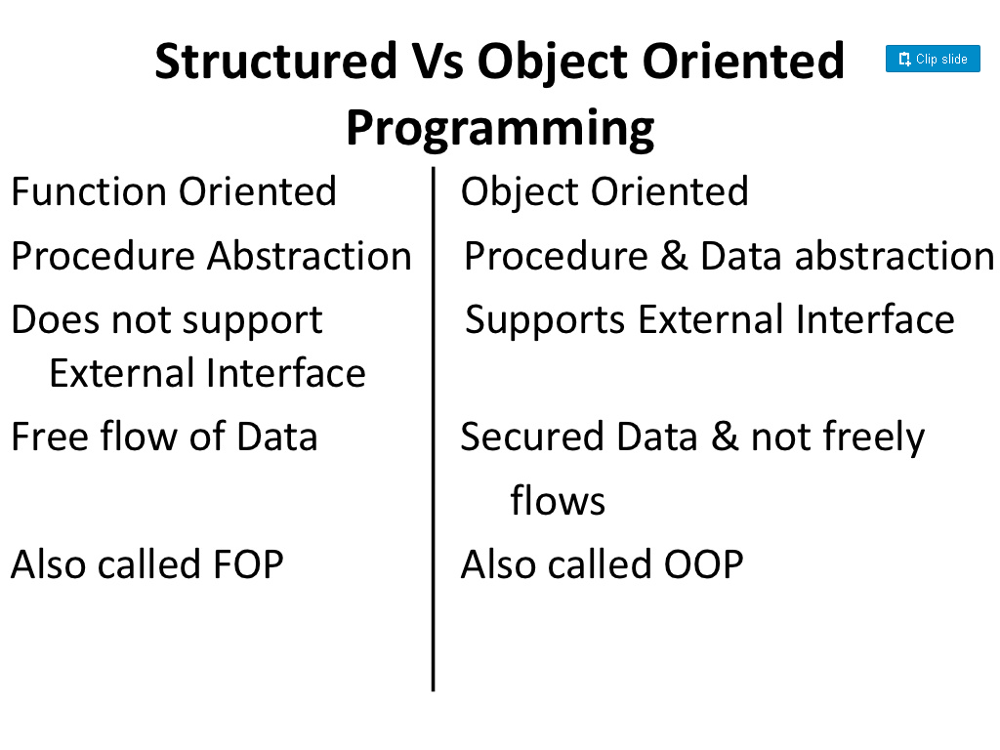 Structured Vs Object Oriented
Programming
Clip slide
Function Oriented
Procedure Abstraction
Does not support
External Interface
Free flow of Data
Also called FOP
Object Oriented
Procedure & Data abstraction
Supports External Interface
Secured Data & not freely
flows
Also called OOP